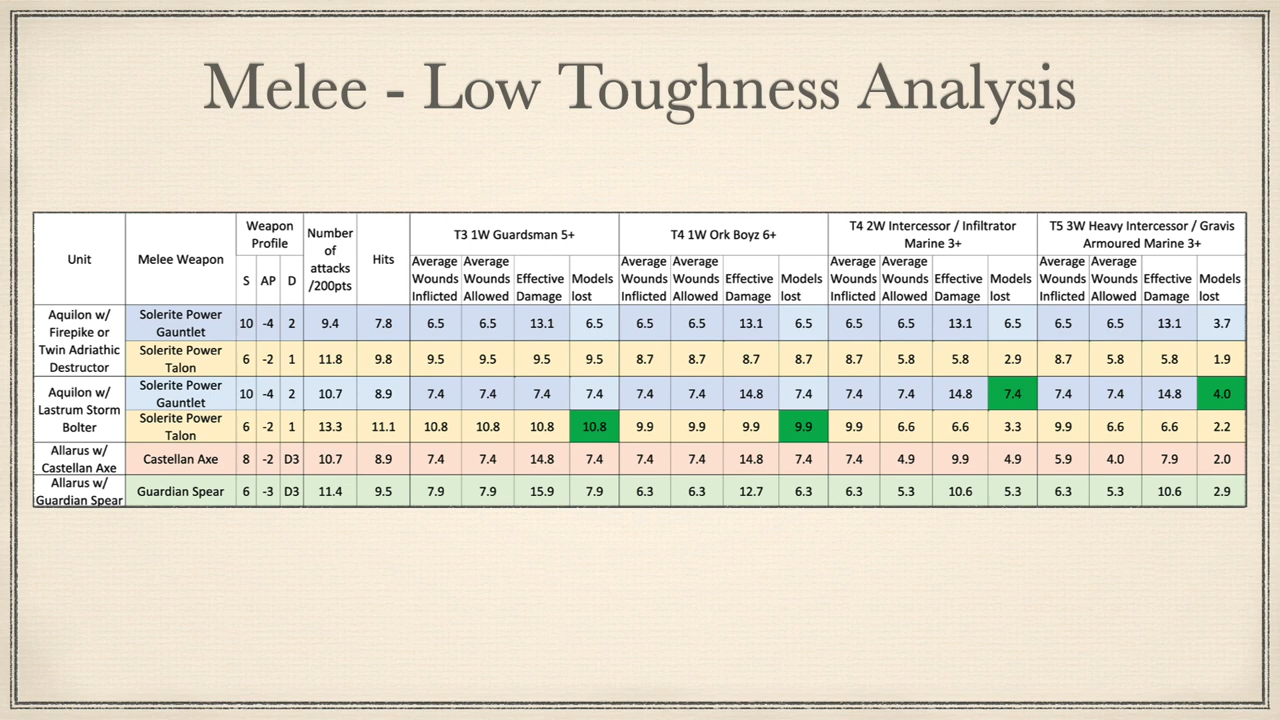 Melee - Low Toughness Analysis
Unit Melee Weapon Weapon Profile Number of attacks /200pts Hits T3 1W Guardsman 5+ T4 1W Ork Boyz 6+ T4 2W Intercessor / Infiltrator Marine 3+ T5 3W Heavy Intercessor / Gravis Armoured Marine 3+
S AP D Average Wounds Inflicted Average Wounds Allowed Effective Damage Models lost Average Wounds Inflicted Average Wounds Allowed Effective Damage Models lost Average Wounds Inflicted Average Wounds Allowed Effective Damage Models lost Average Wounds Inflicted Average Wounds Allowed Effective Damage Models lost
Aquilon w/ Firepike or Twin Adriathic Destructor Solerite Power Gauntlet 10 -4 2 9.4 7.8 6.5 6.5 13.1 6.5 6.5 6.5 13.1 6.5 6.5 6.5 13.1 6.5 6.5 6.5 13.1 3.7
Solerite Power Talon 6 -2 1 11.8 9.8 9.5 9.5 9.5 9.5 8.7 8.7 8.7 8.7 8.7 5.8 5.8 2.9 8.7 5.8 5.8 1.9
Aquilon w/ Lastrum Storm Bolter Solerite Power Gauntlet 10 -4 2 10.7 8.9 7.4 7.4 7.4 7.4 7.4 7.4 14.8 7.4 7.4 7.4 14.8 7.4 7.4 7.4 14.8 4.0
Solerite Power Talon 6 -2 1 13.3 11.1 10.8 10.8 10.8 10.8 9.9 9.9 9.9 9.9 9.9 6.6 6.6 3.3 9.9 6.6 6.6 2.2
Allarus w/ Castellan Axe Castellan Axe 8 -2 D3 10.7 8.9 7.4 7.4 14.8 7.4 7.4 7.4 14.8 7.4 7.4 4.9 9.9 4.9 5.9 4.0 7.9 2.0
Allarus w/ Guardian Spear Guardian Spear 6 -3 D3 11.4 9.5 7.9 7.9 15.9 7.9 6.3 6.3 12.7 6.3 6.3 5.3 10.6 5.3 6.3 5.3 10.6 2.9